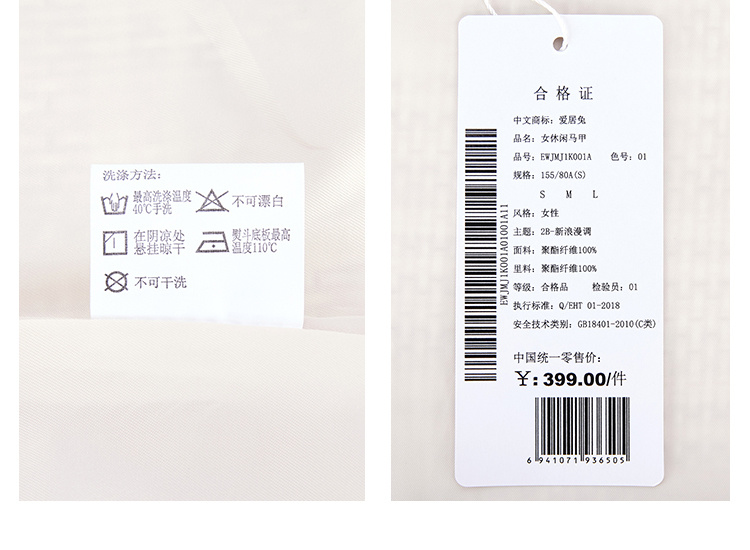 洗涤方法：
最高洗涤温度
40℃手洗
不可漂白
在阴凉处
悬挂晾干
熨斗底板最高
温度110℃
不可干洗
合格证
中文商标：爱居兔
品名：女休闲马甲
品号：EWJMJ1K001A 色号：01
规格：155/80A(S)
S M L
风格：女性
主题：2B-新浪漫调
面料：聚酯纤维100%
里料：聚酯纤维100%
等级：合格品 检验员：01
执行标准：Q/EHT 01-2018
安全技术类别：GB18401-2010(C类)
中国统一零售价：
¥：399.00/件
6 941071 936505
EWJMJ1K001A01001A11